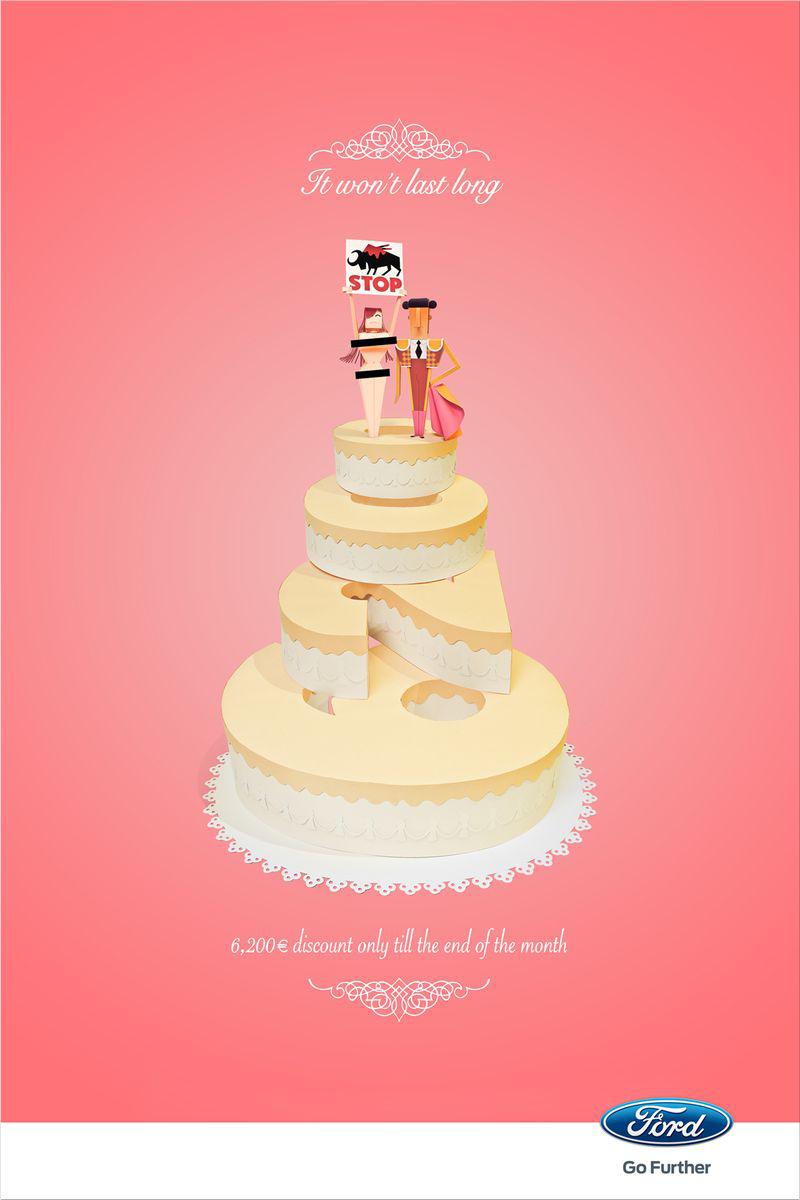 It won't last long
STOP
6,200€ discount only till the end of the month
Ford
Go Further